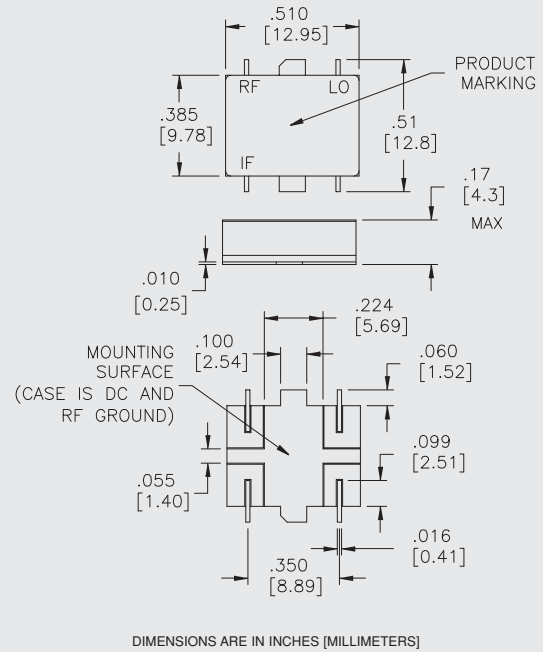 .510
[12.95]
PRODUCT
MARKING
RF
LO
.385
[9.78]
.51
[12.8]
IF
.17
[4.3]
MAX
.010
[0.25]
.224
[5.69]
.100
[2.54]
.060
[1.52]
MOUNTING
SURFACE
(CASE IS DC AND
RF GROUND)
.099
[2.51]
.055
[1.40]
.016
[0.41]
.350
[8.89]
DIMENSIONS ARE IN INCHES [MILLIMETERS]